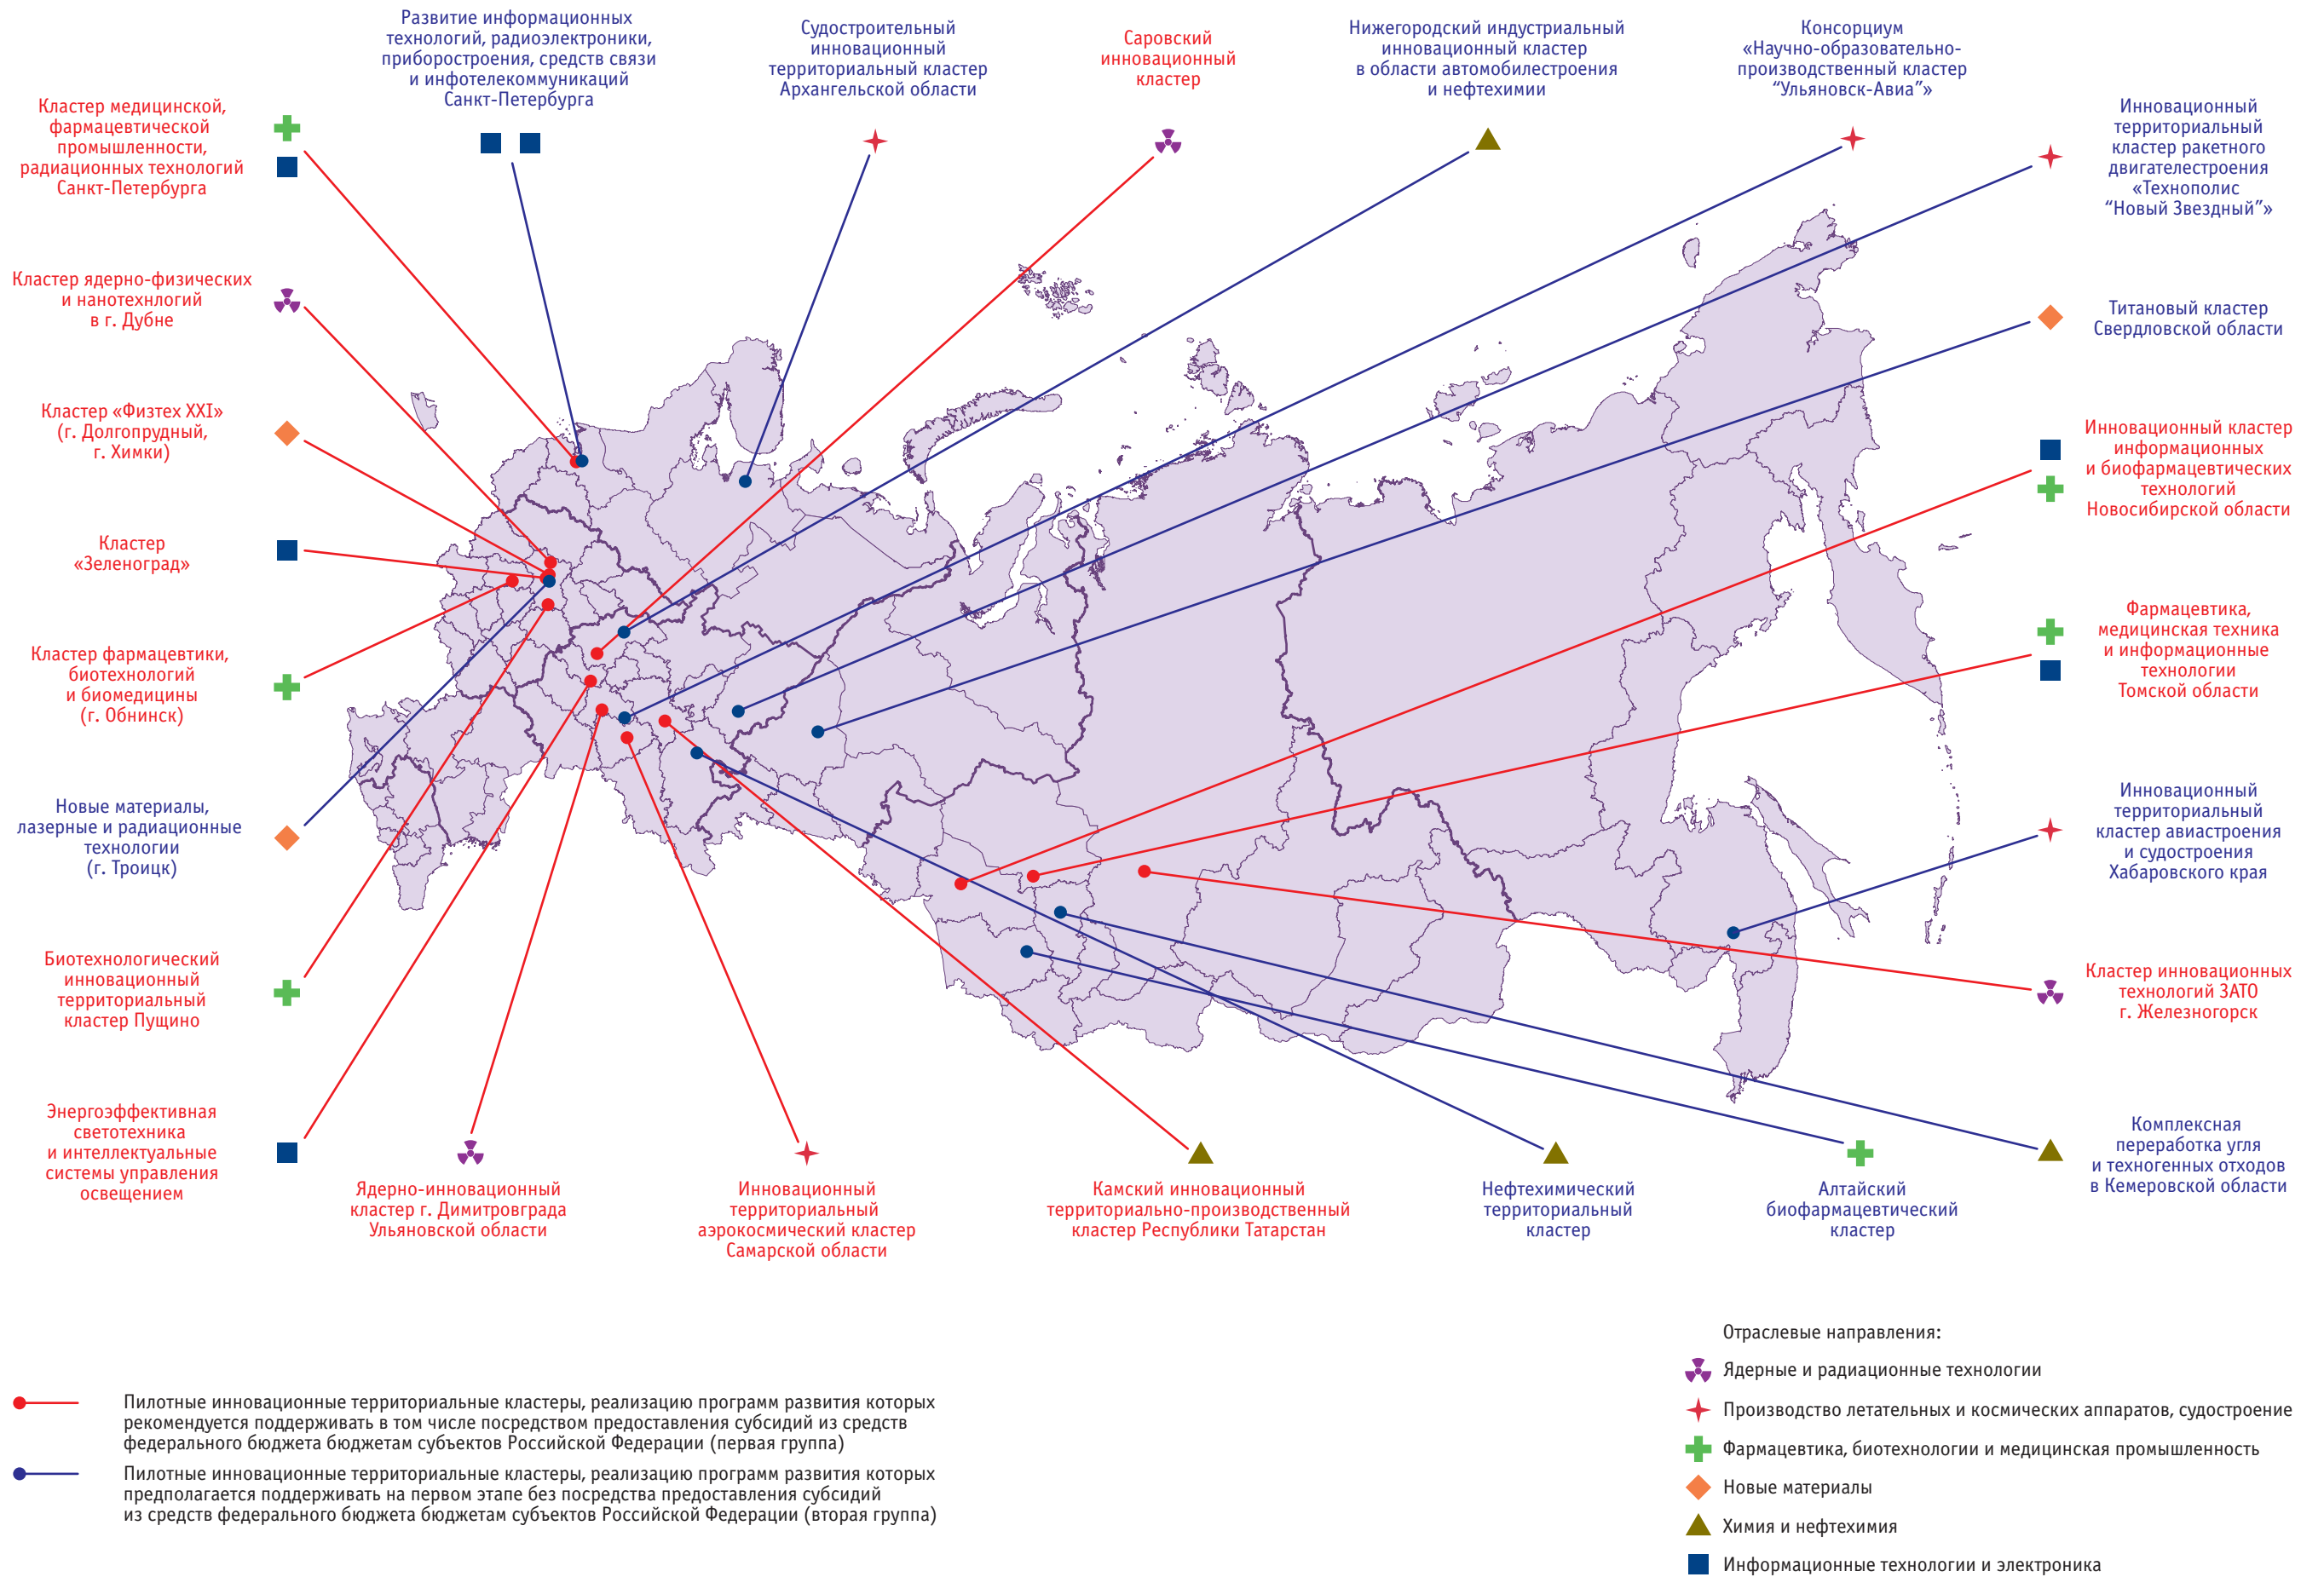 Развитие информационных
технологий, радиоэлектроники,
приборостроения, средств связи
и инфотелекоммуникаций
Санкт-Петербурга
Судостроительный
инновационный
территориальный кластер
Архангельской области
Саровский
инновационный
кластер
Нижегородский индустриальный
инновационный кластер
в области автомобилестроения
и нефтехимии
Консорциум
«Научно-образовательно-
производственный кластер
“Ульяновск-Авиа”»
Инновационный
территориальный
кластер ракетного
двигателестроения
«Технополис
“Новый Звездный”»
Титановый кластер
Свердловской области
Инновационный кластер
информационных
и биофармацевтических
технологий
Новосибирской области
Фармацевтика,
медицинская техника
и информационные
технологии
Томской области
Инновационный
территориальный
кластер авиастроения
и судостроения
Хабаровского края
Кластер инновационных
технологий ЗАТО
г. Железногорск
Комплексная
переработка угля
и техногенных отходов
в Кемеровской области
Кластер медицинской,
фармацевтической
промышленности,
радиационных технологий
Санкт-Петербурга
Кластер ядерно-физических
и нанотехнлогий
в г. Дубне
Кластер «Физтех XXI»
(г. Долгопрудный,
г. Химки)
Кластер
«Зеленоград»
Кластер фармацевтики,
биотехнологий
и биомедицины
(г. Обнинск)
Новые материалы,
лазерные и радиационные
технологии
(г. Троицк)
Биотехнологический
инновационный
территориальный
кластер Пущино
Энергоэффективная
светотехника
и интеллектуальные
системы управления
освещением
Ядерно-инновационный
кластер г. Димитровграда
Ульяновской области
Инновационный
территориальный
аэрокосмический кластер
Самарской области
Камский инновационный
территориально-производственный
кластер Республики Татарстан
Нефтехимический
территориальный
кластер
Алтайский
биофармацевтический
кластер
Пилотные инновационные территориальные кластеры, реализацию программ развития которых
рекомендуется поддерживать в том числе посредством предоставления субсидий из средств
федерального бюджета бюджетам субъектов Российской Федерации (первая группа)
Пилотные инновационные территориальные кластеры, реализацию программ развития которых
предполагается поддерживать на первом этапе без посредства предоставления субсидий
из средств федерального бюджета бюджетам субъектов Российской Федерации (вторая группа)
Отраслевые направления:
Ядерные и радиационные технологии
Производство летательных и космических аппаратов, судостроение
Фармацевтика, биотехнологии и медицинская промышленность
Новые материалы
Химия и нефтехимия
Информационные технологии и электроника